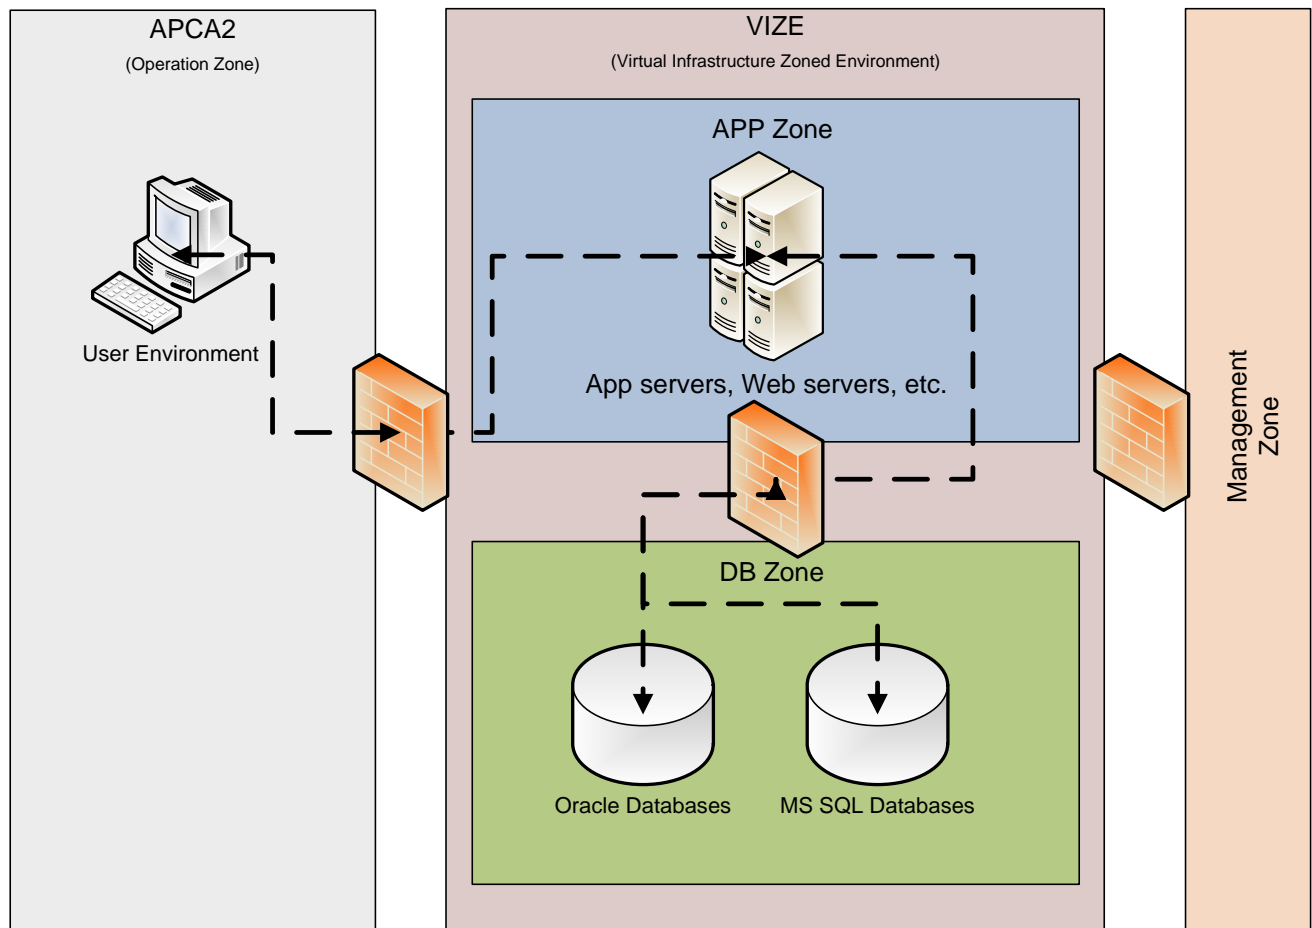 APCA2
(Operation Zone)
VIZE
(Virtual Infrastructure Zoned Environment)
APP Zone
User Environment
App servers, Web servers, etc.
Management
Zone
DB Zone
Oracle Databases
MS SQL Databases